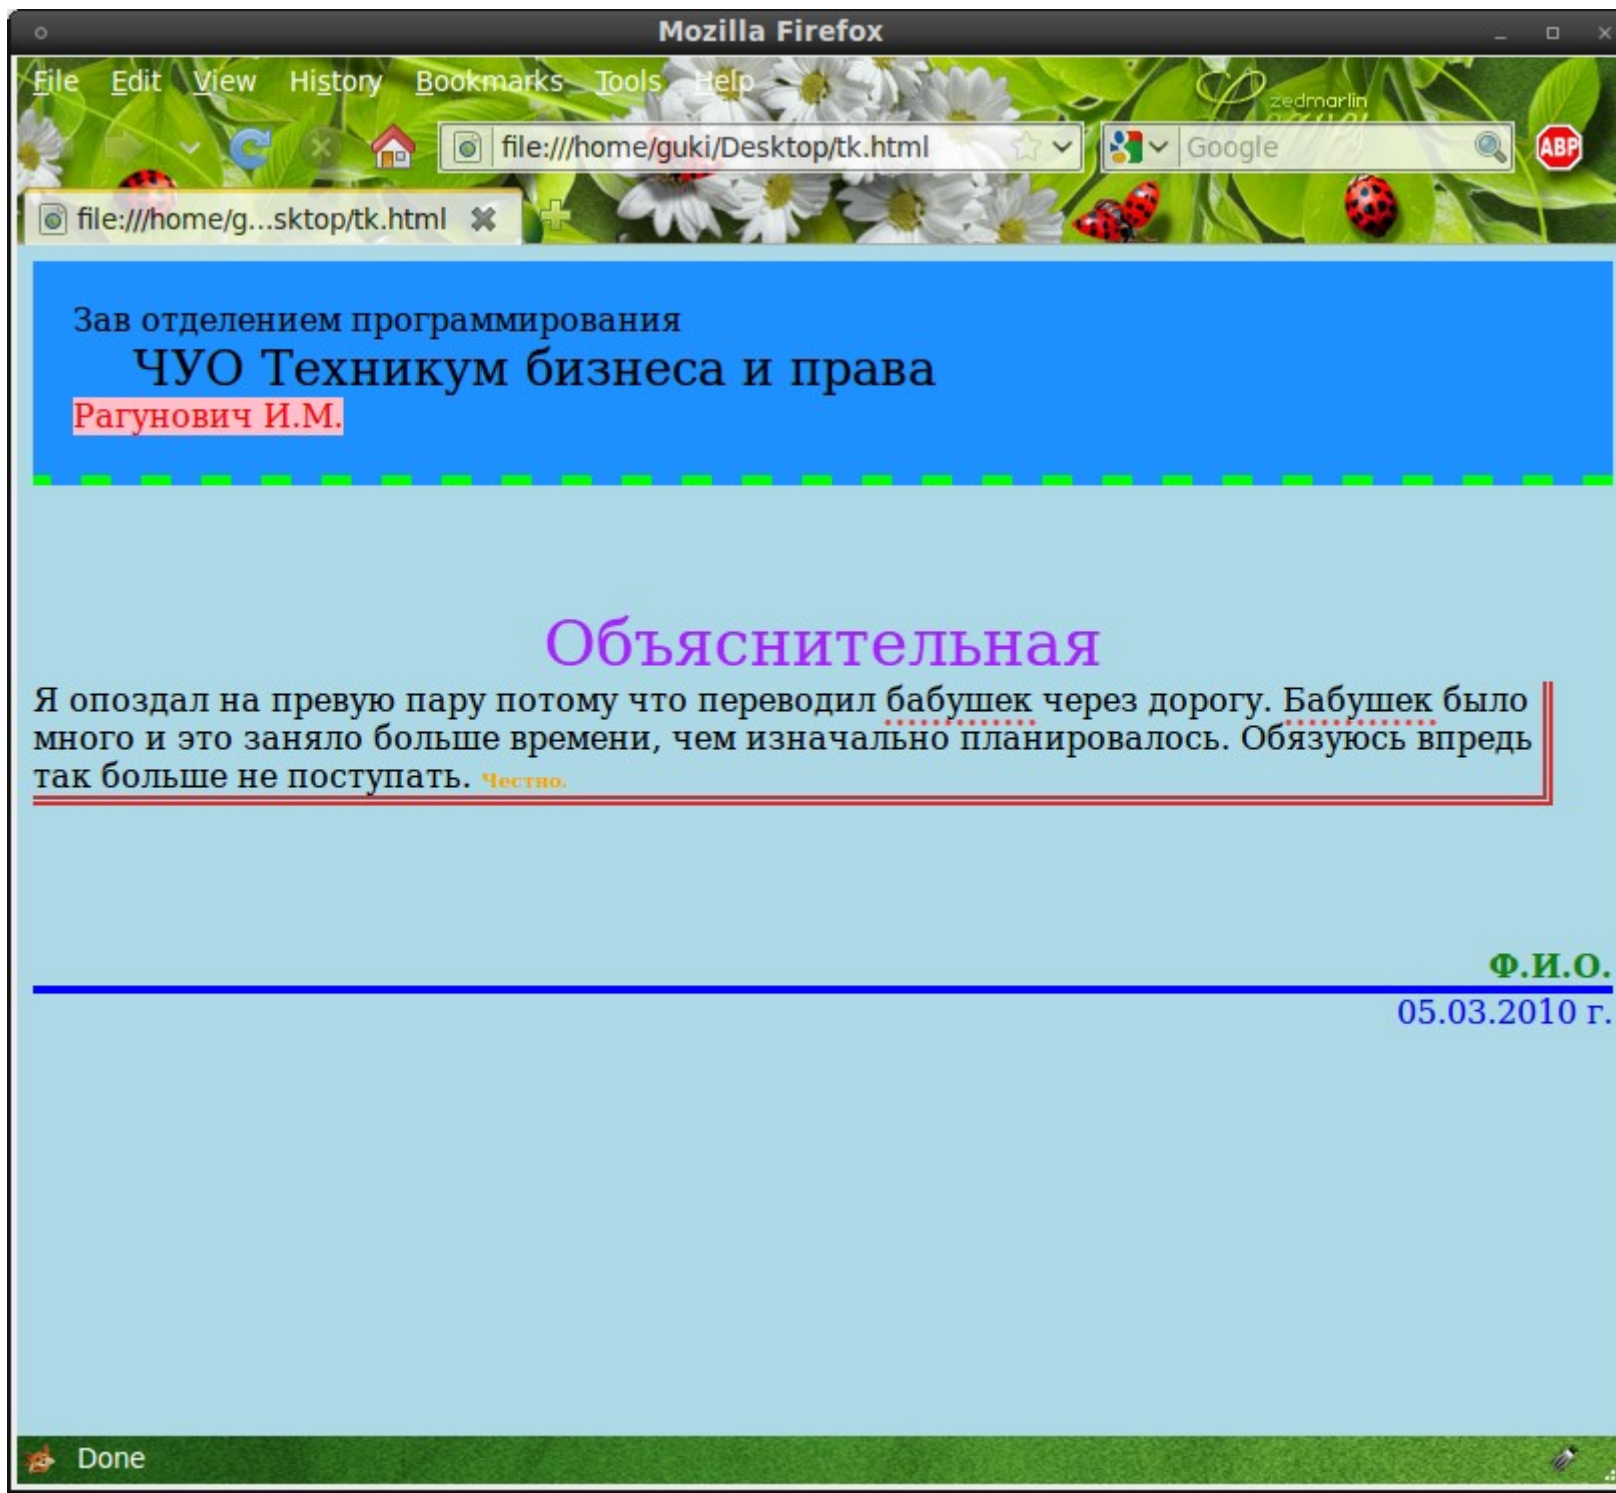 Mozilla Firefox
File Edit View History Bookmarks Tools Help
zedmarlin
file:///home/guki/Desktop/tk.html Google ABP
file:///home/g...sktop/tk.html
Зав отделением программирования
ЧУО Техникум бизнеса и права
Рагунович И.М.
Объяснительная
Я опоздал на превую пару потому что переводил бабушек через дорогу. Бабушек было
много и это заняло больше времени, чем изначально планировалось. Обязуюсь впредь
так больше не поступать. Честно.
Ф.И.О.
05.03.2010 г.
Done